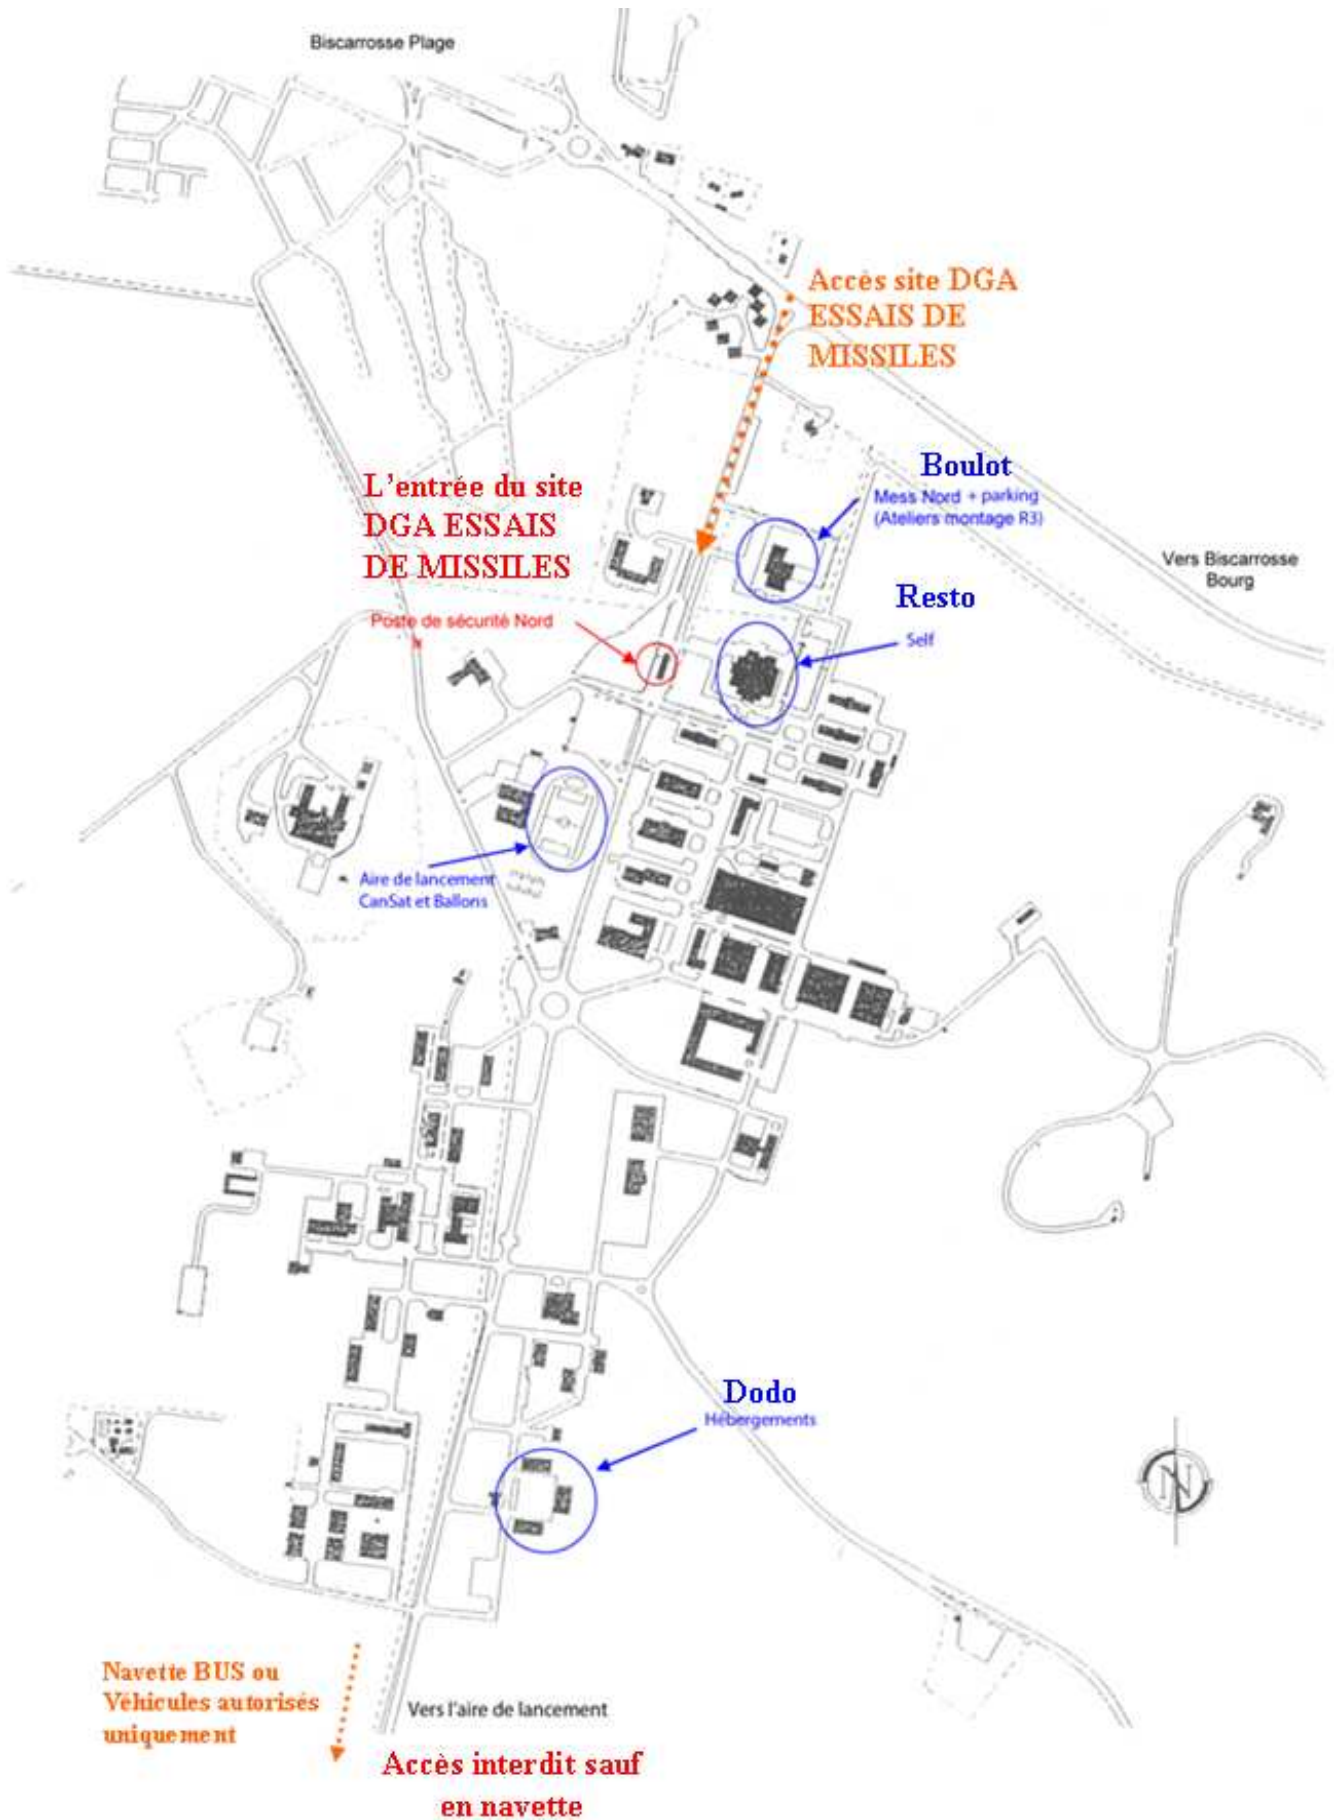 Biscarrosse Plage
Accès site DGA
ESSAIS DE
MISSILES
Boulot
Mess Nord + parking
(Ateliers montage R3)
L'entrée du site
DGA ESSAIS
DE MISSILES
Vers Biscarrosse
Bourg
Resto
Poste de sécurité Nord
Self
Aire de lancement
CanSat et Ballons
Dodo
Hébergements
N
Navette BUS ou
Véhicules autorisés
uniquement
Vers l'aire de lancement
Accès interdit sauf
en navette